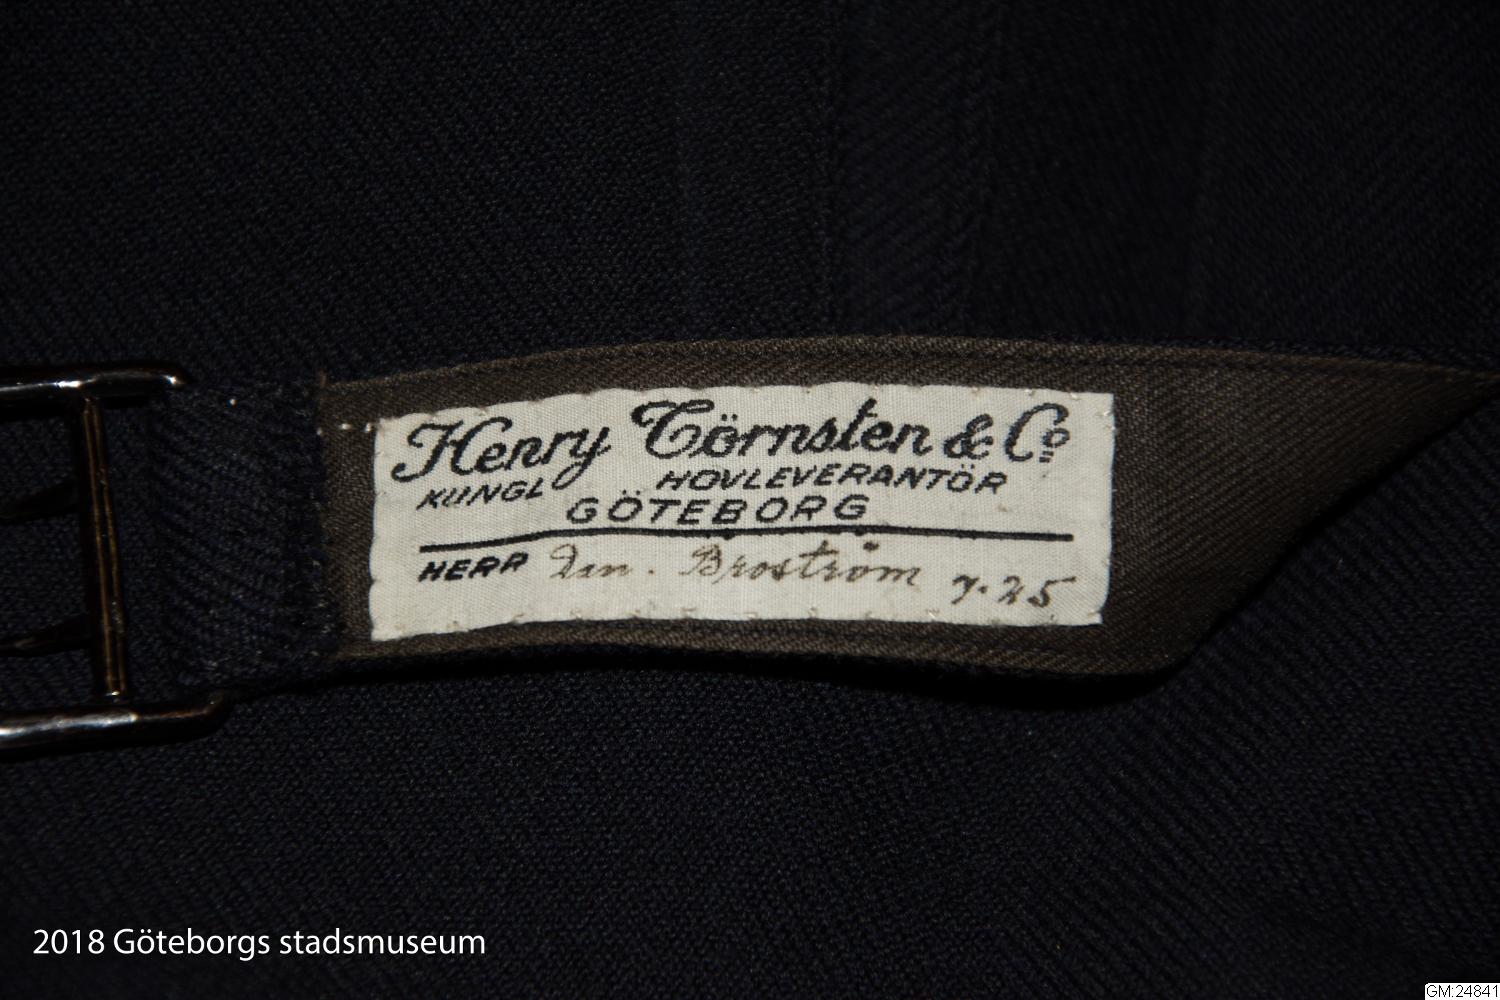 Henry Törnsten & Co
KUNGL HOVLEVERANTÖR
GÖTEBORG
HERR Dan. Broström 7.25
2018 Göteborgs stadsmuseum
GM:24841